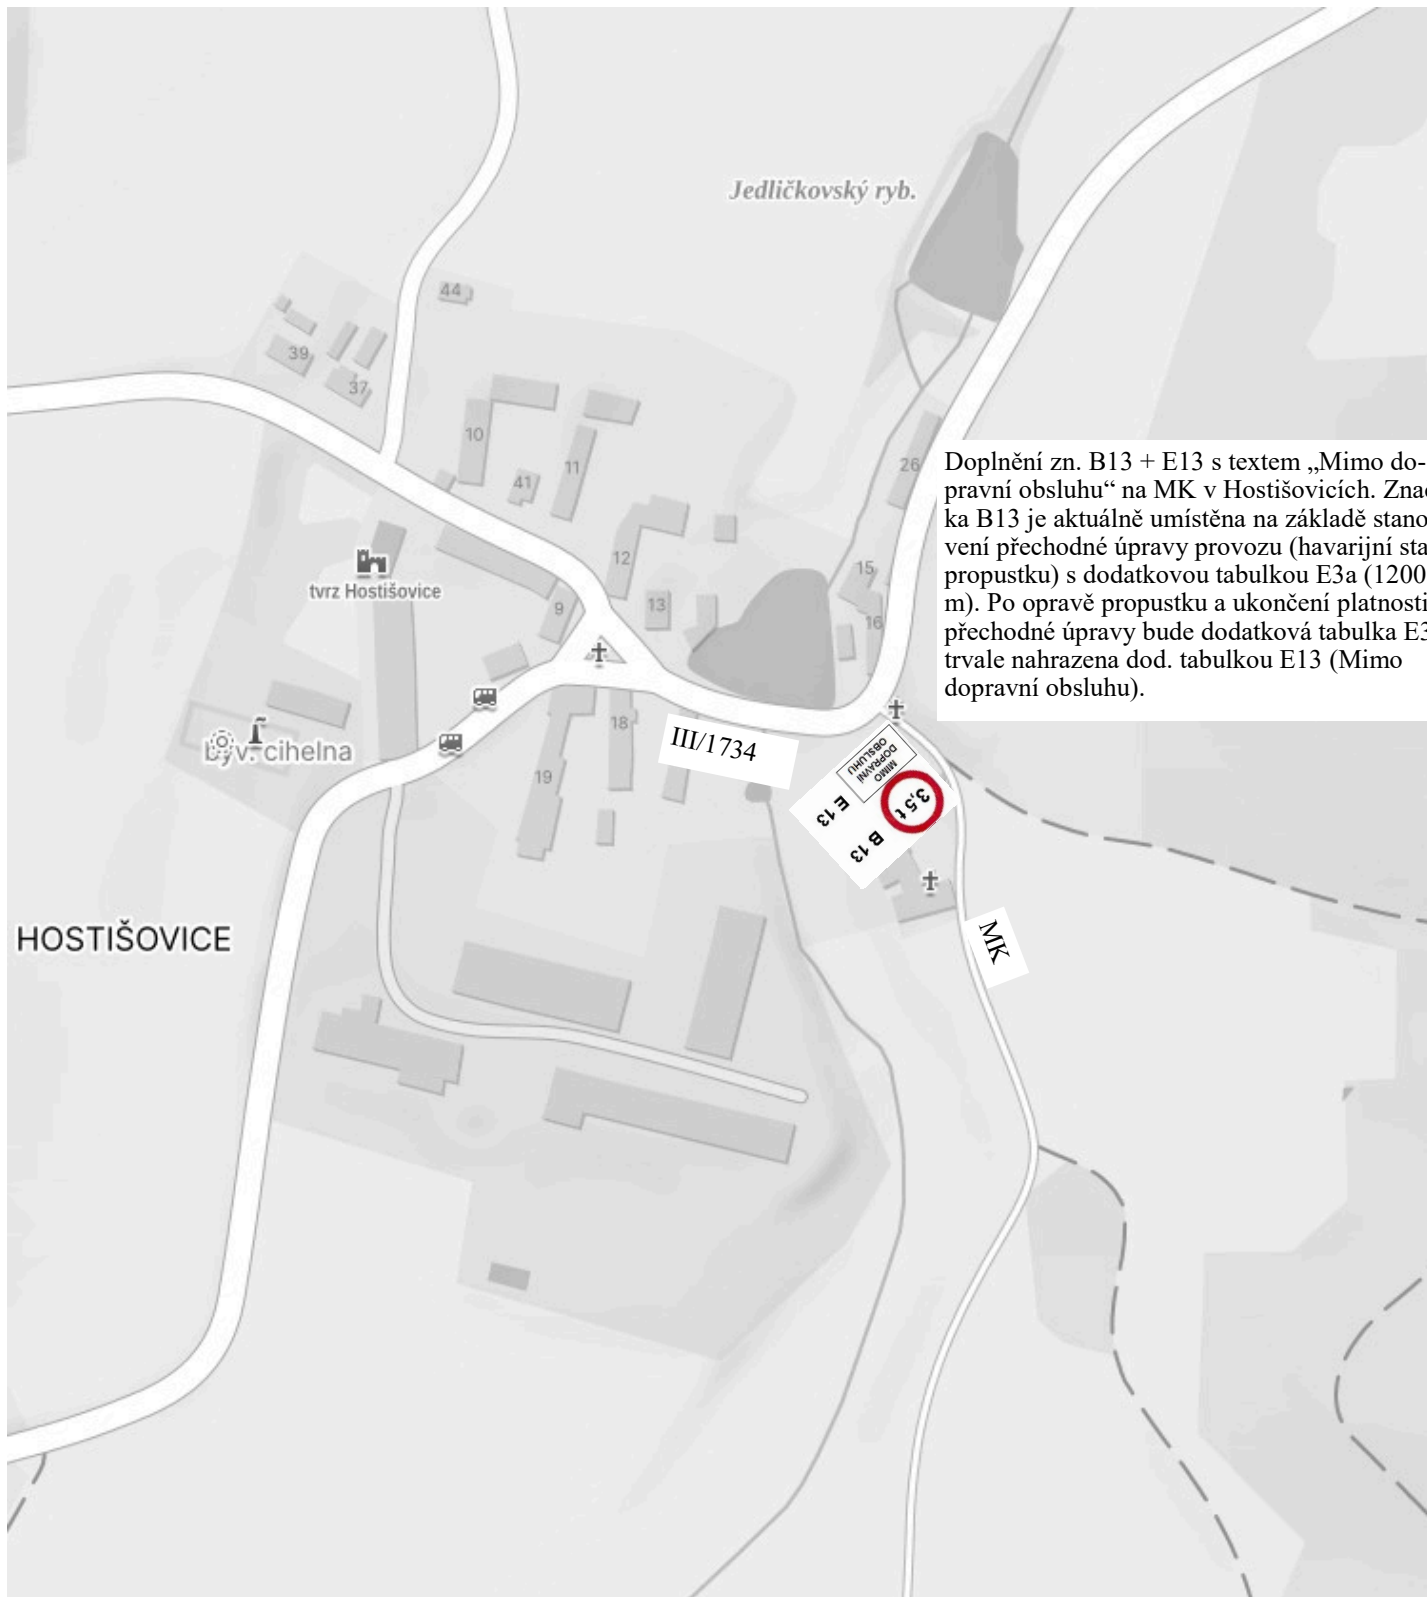 Jedličkovský ryb.
44
39
37
10
11
41
26
Doplnění zn. B13 + E13 s textem „Mimo do-
pravní obsluhu“ na MK v Hostišovicích. Znač
ka B13 je aktuálně umístěna na základě stano
vení přechodné úpravy provozu (havarijní sta
propustku) s dodatkovou tabulkou E3a (1200
m). Po opravě propustku a ukončení platnosti
přechodné úpravy bude dodatková tabulka E3
trvale nahrazena dod. tabulkou E13 (Mimo
dopravní obsluhu).
12
tvrz Hostišovice
9
13
15
16
18
III/1734
býv. cihelna
19
MIMO
DOPRAVNÍ
OBSLUHU
3,5 t
E 13
B 13
HOSTIŠOVICE
MK